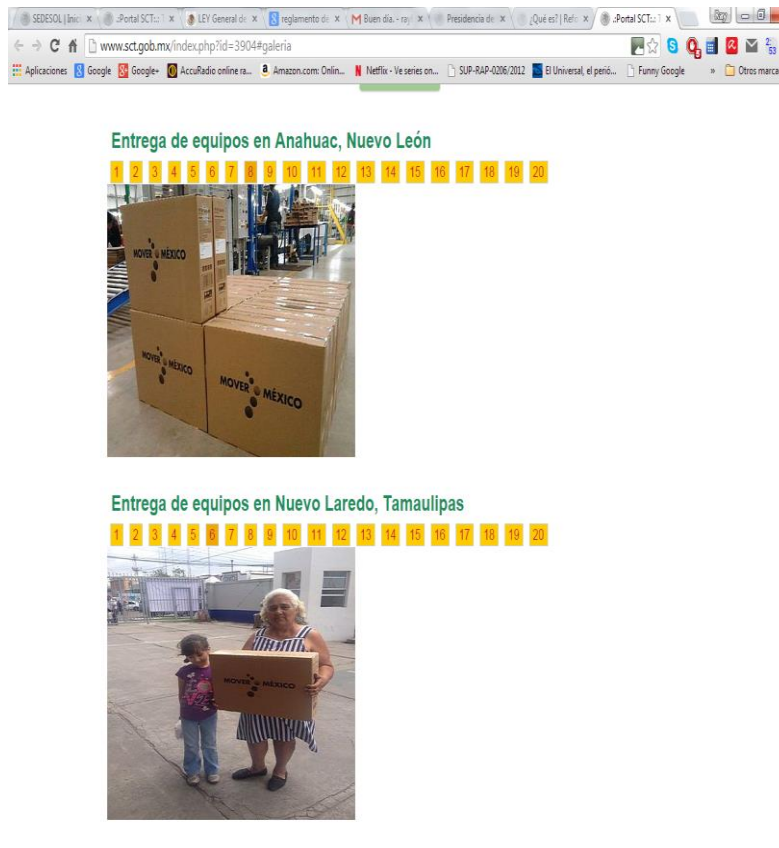 SEDESOL | Inic
.:Portal SCT::. T
LEY General de
reglamento de
M Buen día. - ray
Presidencia de
¿Qué es? | Ref
.:Portal SCT::. T
www.sct.gob.mx/index.php?id=3904#galeria
Aplicaciones Google Google+ AccuRadio online ra... Amazon.com: Onlin... Netflix - Ve series on... SUP-RAP-0206/2012 El Universal, el perió... Funny Google » Otros marca
Entrega de equipos en Anahuac, Nuevo León
1 2 3 4 5 6 7 8 9 10 11 12 13 14 15 16 17 18 19 20
MOVER A MÉXICO
MOVER A MÉXICO
MOVER A MÉXICO
Entrega de equipos en Nuevo Laredo, Tamaulipas
1 2 3 4 5 6 7 8 9 10 11 12 13 14 15 16 17 18 19 20
MOVER A MÉXICO